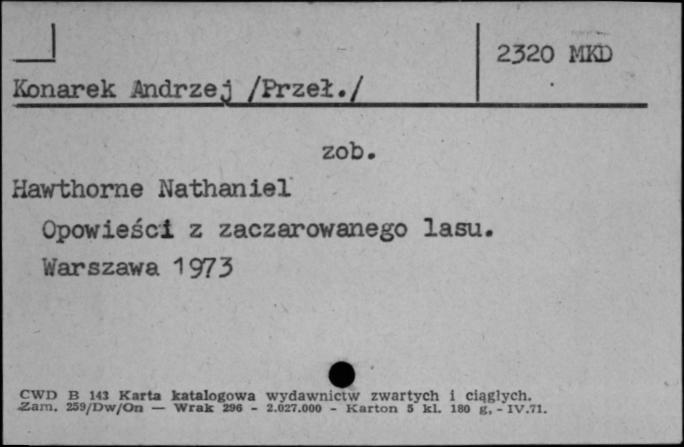 2320 MKD
Konarek Andrzej /Przeł./
zob.
Hawthorne Nathaniel
Opowieści z zaczarowanego lasu.
Warszawa 1973
CWD B 143 Karta katalogowa wydawnictw zwartych i ciągłych.
Zam. 259/Dw/On — Wrak 296 - 2.027.000 - Karton 5 kl. 180 g. - IV.71.